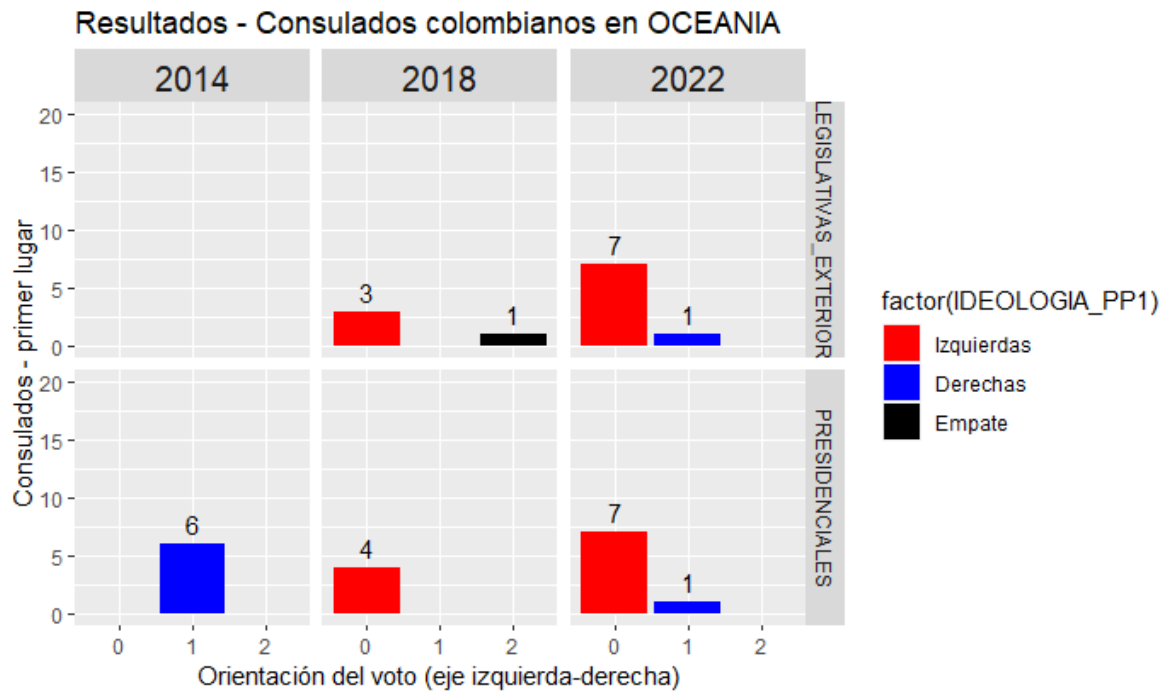 Resultados - Consulados colombianos en OCEANIA
2014 2018 2022
20
15
10
5
0
3
1
7
1
LEGISLATIVAS_EXTERIOR
20
15
10
5
0
6
4
7
1
PRESIDENCIALES
0 1 2 0 1 2 0 1 2
Orientación del voto (eje izquierda-derecha)
Consulados - primer lugar
factor(IDEOLOGIA_PP1)
Izquierdas
Derechas
Empate